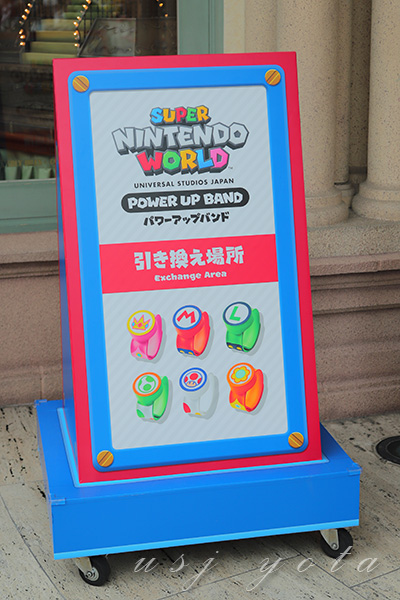 SUPER
NINTENDO
WORLD™
UNIVERSAL STUDIOS JAPAN
POWER UP BAND
パワーアップバンド
引き換え場所
Exchange Area
M
L
usj yota